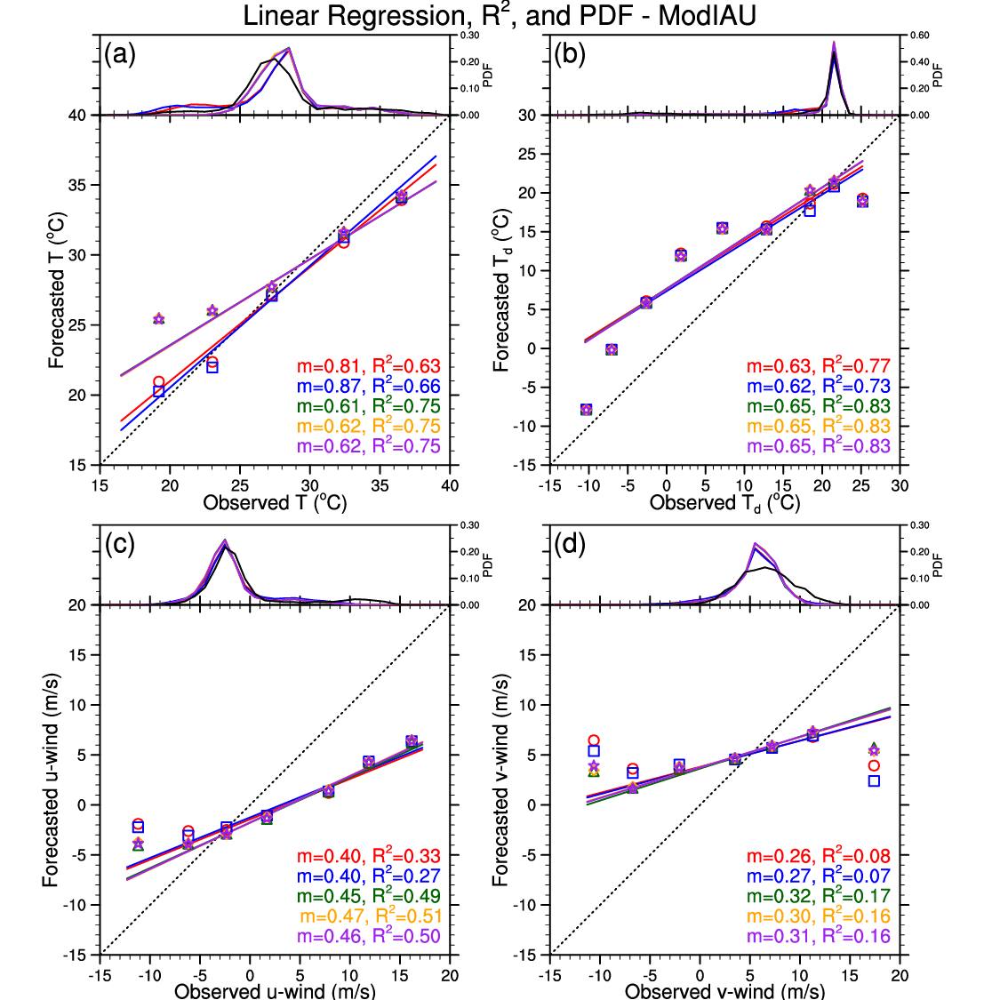 Linear Regression, R², and PDF - ModIAU
(a)
0.30
0.20
0.10
0.00
PDF
40
35
30
25
20
15
Forecasted T (°C)
m=0.81, R²=0.63
m=0.87, R²=0.66
m=0.61, R²=0.75
m=0.62, R²=0.75
m=0.62, R²=0.75
15 20 25 30 35 40
Observed T (°C)
(b)
0.60
0.40
0.20
0.00
PDF
30
25
20
15
10
5
0
-5
-10
-15
Forecasted T_d (°C)
m=0.63, R²=0.77
m=0.62, R²=0.73
m=0.65, R²=0.83
m=0.65, R²=0.83
m=0.65, R²=0.83
-15 -10 -5 0 5 10 15 20 25 30
Observed T_d (°C)
(c)
0.30
0.20
0.10
0.00
PDF
20
15
10
5
0
-5
-10
-15
Forecasted u-wind (m/s)
m=0.40, R²=0.33
m=0.40, R²=0.27
m=0.45, R²=0.49
m=0.47, R²=0.51
m=0.46, R²=0.50
-15 -10 -5 0 5 10 15 20
Observed u-wind (m/s)
(d)
0.30
0.20
0.10
0.00
PDF
20
15
10
5
0
-5
-10
-15
Forecasted v-wind (m/s)
m=0.26, R²=0.08
m=0.27, R²=0.07
m=0.32, R²=0.17
m=0.30, R²=0.16
m=0.31, R²=0.16
-15 -10 -5 0 5 10 15 20
Observed v-wind (m/s)